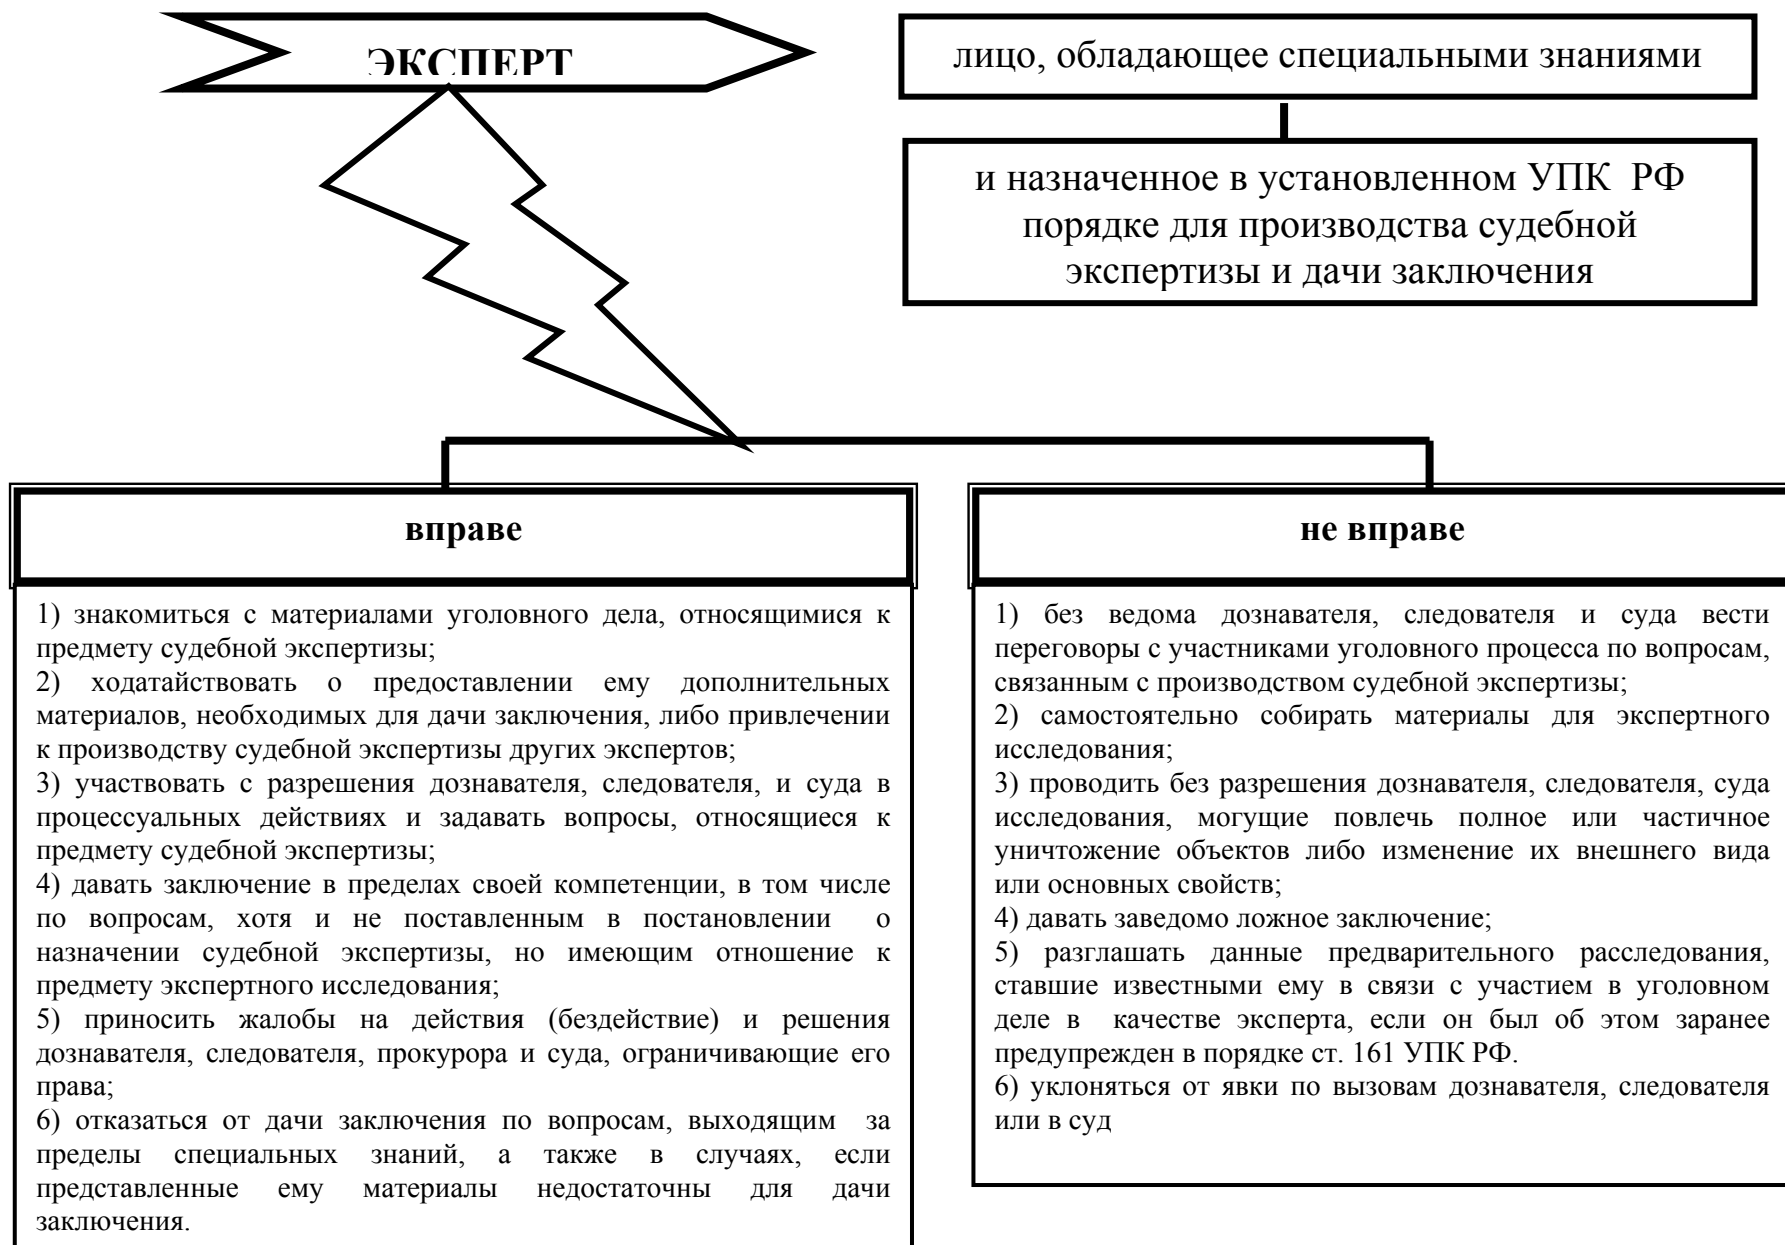 ЭКСПЕРТ
лицо, обладающее специальными знаниями
и назначенное в установленном УПК РФ
порядке для производства судебной
экспертизы и дачи заключения
вправе
1) знакомиться с материалами уголовного дела, относящимися к
предмету судебной экспертизы;
2) ходатайствовать о предоставлении ему дополнительных
материалов, необходимых для дачи заключения, либо привлечении
к производству судебной экспертизы других экспертов;
3) участвовать с разрешения дознавателя, следователя, и суда в
процессуальных действиях и задавать вопросы, относящиеся к
предмету судебной экспертизы;
4) давать заключение в пределах своей компетенции, в том числе
по вопросам, хотя и не поставленным в постановлении о
назначении судебной экспертизы, но имеющим отношение к
предмету экспертного исследования;
5) приносить жалобы на действия (бездействие) и решения
дознавателя, следователя, прокурора и суда, ограничивающие его
права;
6) отказаться от дачи заключения по вопросам, выходящим за
пределы специальных знаний, а также в случаях, если
представленные ему материалы недостаточны для дачи
заключения.
не вправе
1) без ведома дознавателя, следователя и суда вести
переговоры с участниками уголовного процесса по вопросам,
связанным с производством судебной экспертизы;
2) самостоятельно собирать материалы для экспертного
исследования;
3) проводить без разрешения дознавателя, следователя, суда
исследования, могущие повлечь полное или частичное
уничтожение объектов либо изменение их внешнего вида
или основных свойств;
4) давать заведомо ложное заключение;
5) разглашать данные предварительного расследования,
ставшие известными ему в связи с участием в уголовном
деле в качестве эксперта, если он был об этом заранее
предупрежден в порядке ст. 161 УПК РФ.
6) уклоняться от явки по вызовам дознавателя, следователя
или в суд